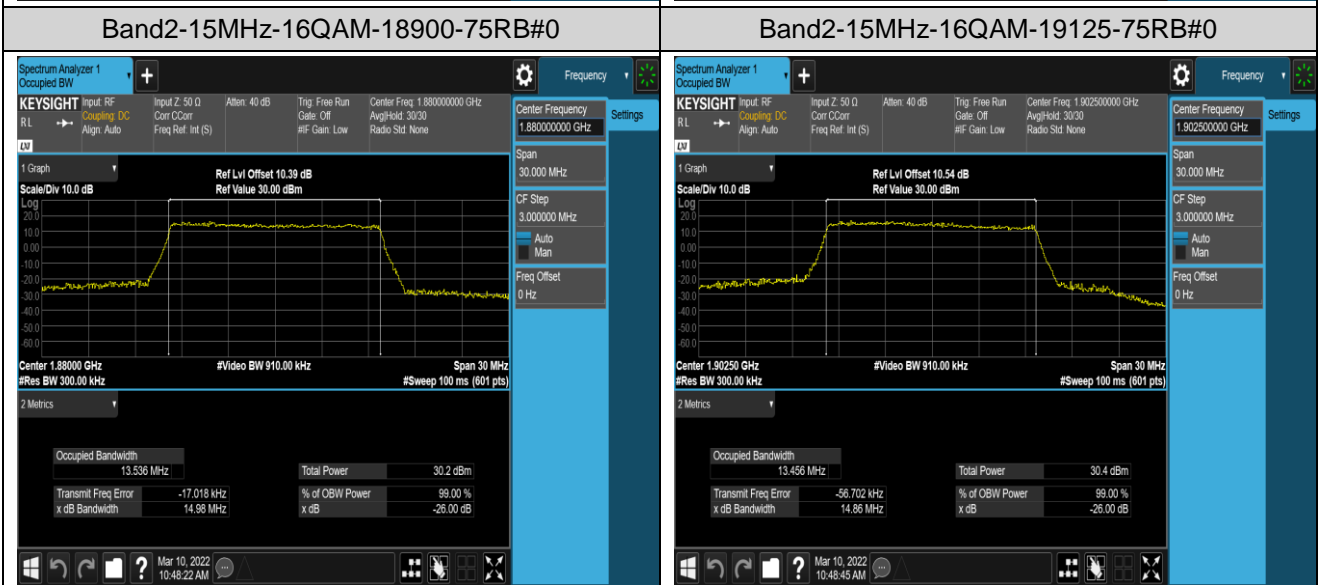 Band2-15MHz-16QAM-18900-75RB#0
Spectrum Analyzer 1
Occupied BW
+
Frequency
KEYSIGHT
RL
LXI
Input: RF
Coupling: DC
Align: Auto
Input Z: 50 Ω
Corr CCorr
Freq Ref: Int (S)
Atten: 40 dB
Trig: Free Run
Gate: Off
#IF Gain: Low
Center Freq: 1.880000000 GHz
Avg|Hold: 30/30
Radio Std: None
Center Frequency
1.880000000 GHz
Settings
Span
30.000 MHz
CF Step
3.000000 MHz
Auto
Man
Freq Offset
0 Hz
1 Graph
Scale/Div 10.0 dB
Ref Lvl Offset 10.39 dB
Ref Value 30.00 dBm
Log
20.0
10.0
0.00
-10.0
-20.0
-30.0
-40.0
-50.0
-60.0
Center 1.88000 GHz
#Video BW 910.00 kHz
Span 30 MHz
#Res BW 300.00 kHz
#Sweep 100 ms (601 pts)
2 Metrics
Occupied Bandwidth
13.536 MHz
Total Power 30.2 dBm
Transmit Freq Error -17.018 kHz
% of OBW Power 99.00 %
x dB Bandwidth 14.98 MHz
x dB -26.00 dB
?
Mar 10, 2022
10:48:22 AM
Band2-15MHz-16QAM-19125-75RB#0
Spectrum Analyzer 1
Occupied BW
+
Frequency
KEYSIGHT
RL
LXI
Input: RF
Coupling: DC
Align: Auto
Input Z: 50 Ω
Corr CCorr
Freq Ref: Int (S)
Atten: 40 dB
Trig: Free Run
Gate: Off
#IF Gain: Low
Center Freq: 1.902500000 GHz
Avg|Hold: 30/30
Radio Std: None
Center Frequency
1.902500000 GHz
Settings
Span
30.000 MHz
CF Step
3.000000 MHz
Auto
Man
Freq Offset
0 Hz
1 Graph
Scale/Div 10.0 dB
Ref Lvl Offset 10.54 dB
Ref Value 30.00 dBm
Log
20.0
10.0
0.00
-10.0
-20.0
-30.0
-40.0
-50.0
-60.0
Center 1.90250 GHz
#Video BW 910.00 kHz
Span 30 MHz
#Res BW 300.00 kHz
#Sweep 100 ms (601 pts)
2 Metrics
Occupied Bandwidth
13.456 MHz
Total Power 30.4 dBm
Transmit Freq Error -56.702 kHz
% of OBW Power 99.00 %
x dB Bandwidth 14.86 MHz
x dB -26.00 dB
?
Mar 10, 2022
10:48:45 AM